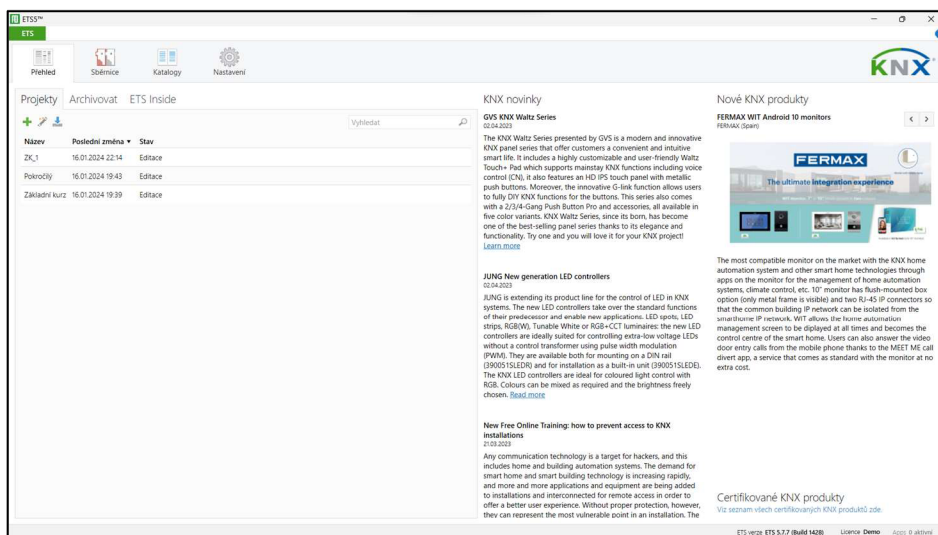 ETS5™
ETS
Přehled
Sběrnice
Katalogy
Nastavení
KNX
Projekty Archivovat ETS Inside
Vyhledat
Název Poslední změna Stav
ZK_1 16.01.2024 22:14 Editace
Pokročilý 16.01.2024 19:43 Editace
Základní kurz 16.01.2024 19:39 Editace
KNX novinky
GVS KNX Waltz Series
02.04.2023
The KNX Waltz Series presented by GVS is a modern and innovative
KNX panel series that offer customers a convenient and intuitive
smart life. It includes a highly customizable and user-friendly Waltz
Touch+ Pad which supports mainstay KNX functions including voice
control (CN), it also features an HD IPS touch panel with metallic
push buttons. Moreover, the innovative G-link function allows users
to fully DIY KNX functions for the buttons. This series also comes
with a 2/3/4-Gang Push Button Pro and accessories, all available in
five color variants. KNX Waltz Series, since its born, has become
one of the best-selling panel series thanks to its elegance and
functionality. Try one and you will love it for your KNX project!
Learn more
JUNG New generation LED controllers
02.04.2023
JUNG is extending its product line for the control of LED in KNX
systems. The new LED controllers take over the standard functions
of their predecessor and enable new applications. LED spots, LED
strips, RGB(W), Tunable White or RGB+CCT luminaires: the new LED
controllers are ideally suited for controlling extra-low voltage LEDs
without a control transformer using pulse width modulation
(PWM). They are available both for mounting on a DIN rail
(390051SLEDR) and for installation as a built-in unit (390051SLEDE).
The KNX LED controllers are ideal for coloured light control with
RGB. Colours can be mixed as required and the brightness freely
chosen. Read more
New Free Online Training: how to prevent access to KNX
installations
21.03.2023
Any communication technology is a target for hackers, and this
includes home and building automation systems. The demand for
smart home and smart building technology is increasing rapidly,
and more and more applications and equipment are being added
to installations and interconnected for remote access in order to
offer a better user experience. Without proper protection, however,
they can represent the most vulnerable point in an installation. The
Nové KNX produkty
FERMAX WIT Android 10 monitors
FERMAX (Spain)
FERMAX
The ultimate integration experience
The most compatible monitor on the market with the KNX home
automation system and other smart home technologies through
apps on the monitor for the management of home automation
systems, climate control, etc. 10" monitor has flush-mounted box
option (only metal frame is visible) and two RJ-45 IP connectors so
that the common building IP network can be isolated from the
smarthome IP network. WIT allows the home automation
management screen to be diplayed at all times and becomes the
control centre of the smart home. Users can also answer the video
door entry calls from the mobile phone thanks to the MEET ME call
divert app, a service that comes as standard with the monitor at no
extra cost.
Certifikované KNX produkty
Viz seznam všech certifikovaných KNX produktů zde.
ETS verze ETS 5.7.7 (Build 1428) Licence Demo Apps 0 aktivní